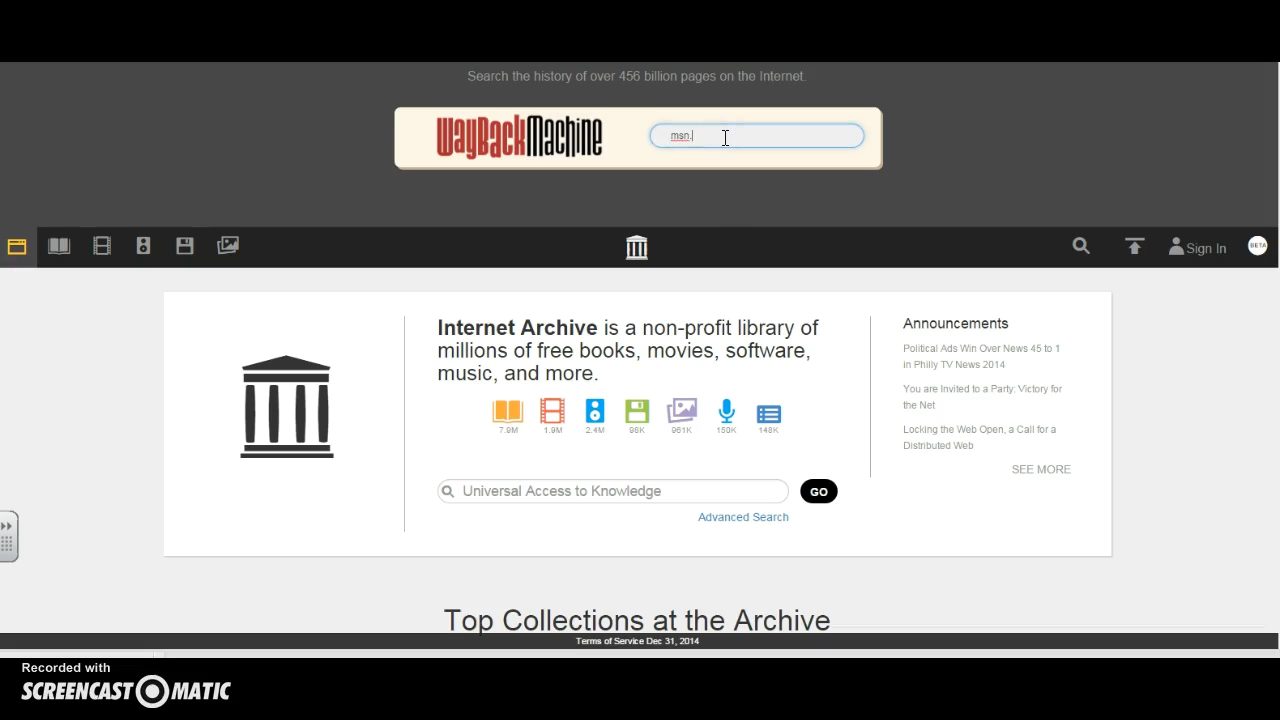 Search the history of over 456 billion pages on the Internet.
WayBackMachine
msn.
Sign In
BETA
Internet Archive is a non-profit library of
millions of free books, movies, software,
music, and more.
7.9M 1.9M 2.4M 98K 961K 150K 148K
Universal Access to Knowledge
GO
Advanced Search
Announcements
Political Ads Win Over News 45 to 1
in Philly TV News 2014
You are Invited to a Party: Victory for
the Net
Locking the Web Open, a Call for a
Distributed Web
SEE MORE
Top Collections at the Archive
Terms of Service Dec 31, 2014
Recorded with
SCREENCAST MATIC